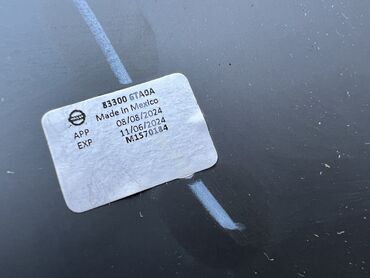 83300 6TA0A
Made in Mexico
APP 08/08/2024
EXP 11/06/2024
M1570184